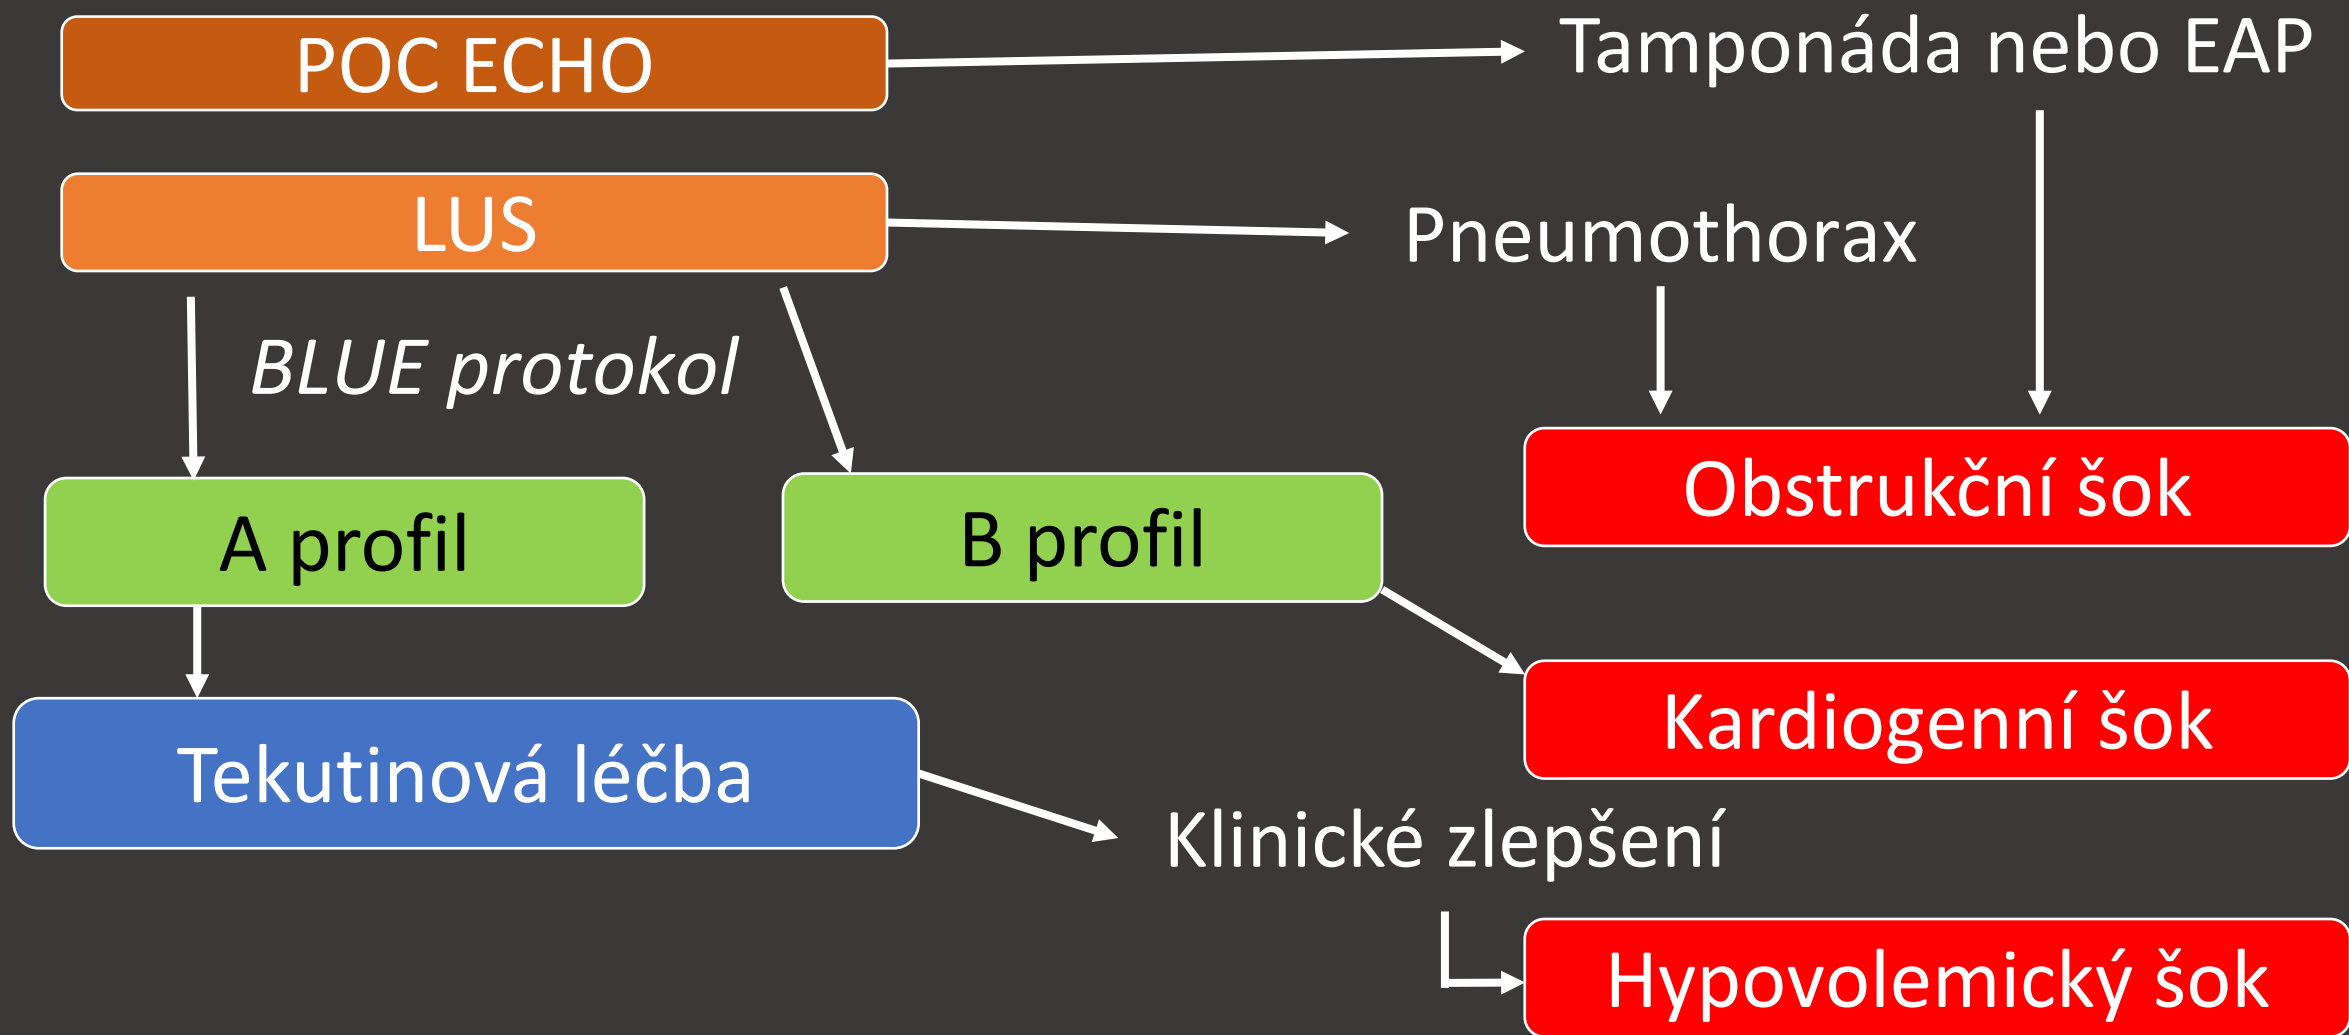 POC ECHO
Tamponáda nebo EAP
LUS
Pneumothorax
BLUE protokol
Obstrukční šok
A profil
B profil
Kardiogenní šok
Tekutinová léčba
Klinické zlepšení
Hypovolemický šok